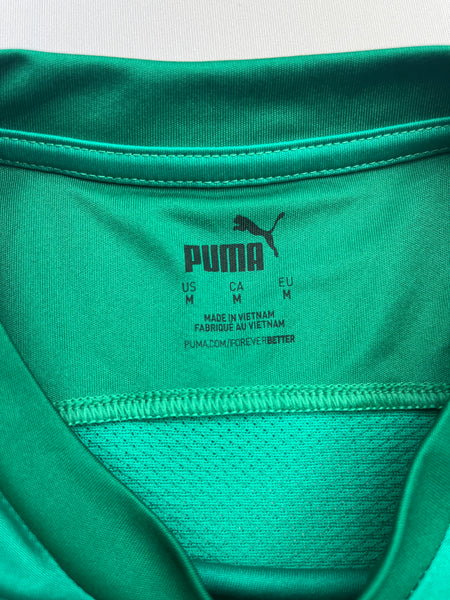 PUMA
US CA EU
M M M
MADE IN VIETNAM
FABRIQUÉ AU VIETNAM
PUMA.COM/FOREVERBETTER